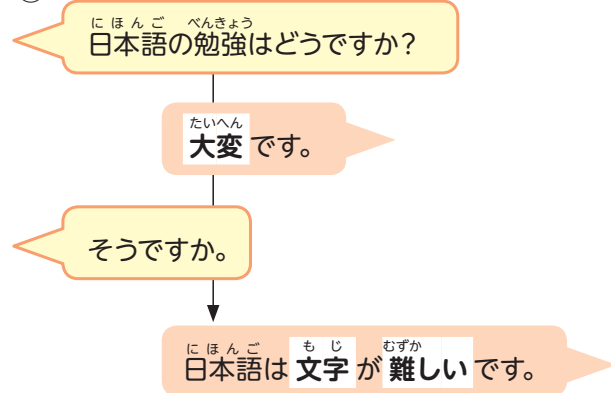 にほんご べんきょう
日本語の勉強はどうですか？
たいへん
大変 です。
そうですか。
にほんご もじ むずか
日本語は 文字 が 難しい です。